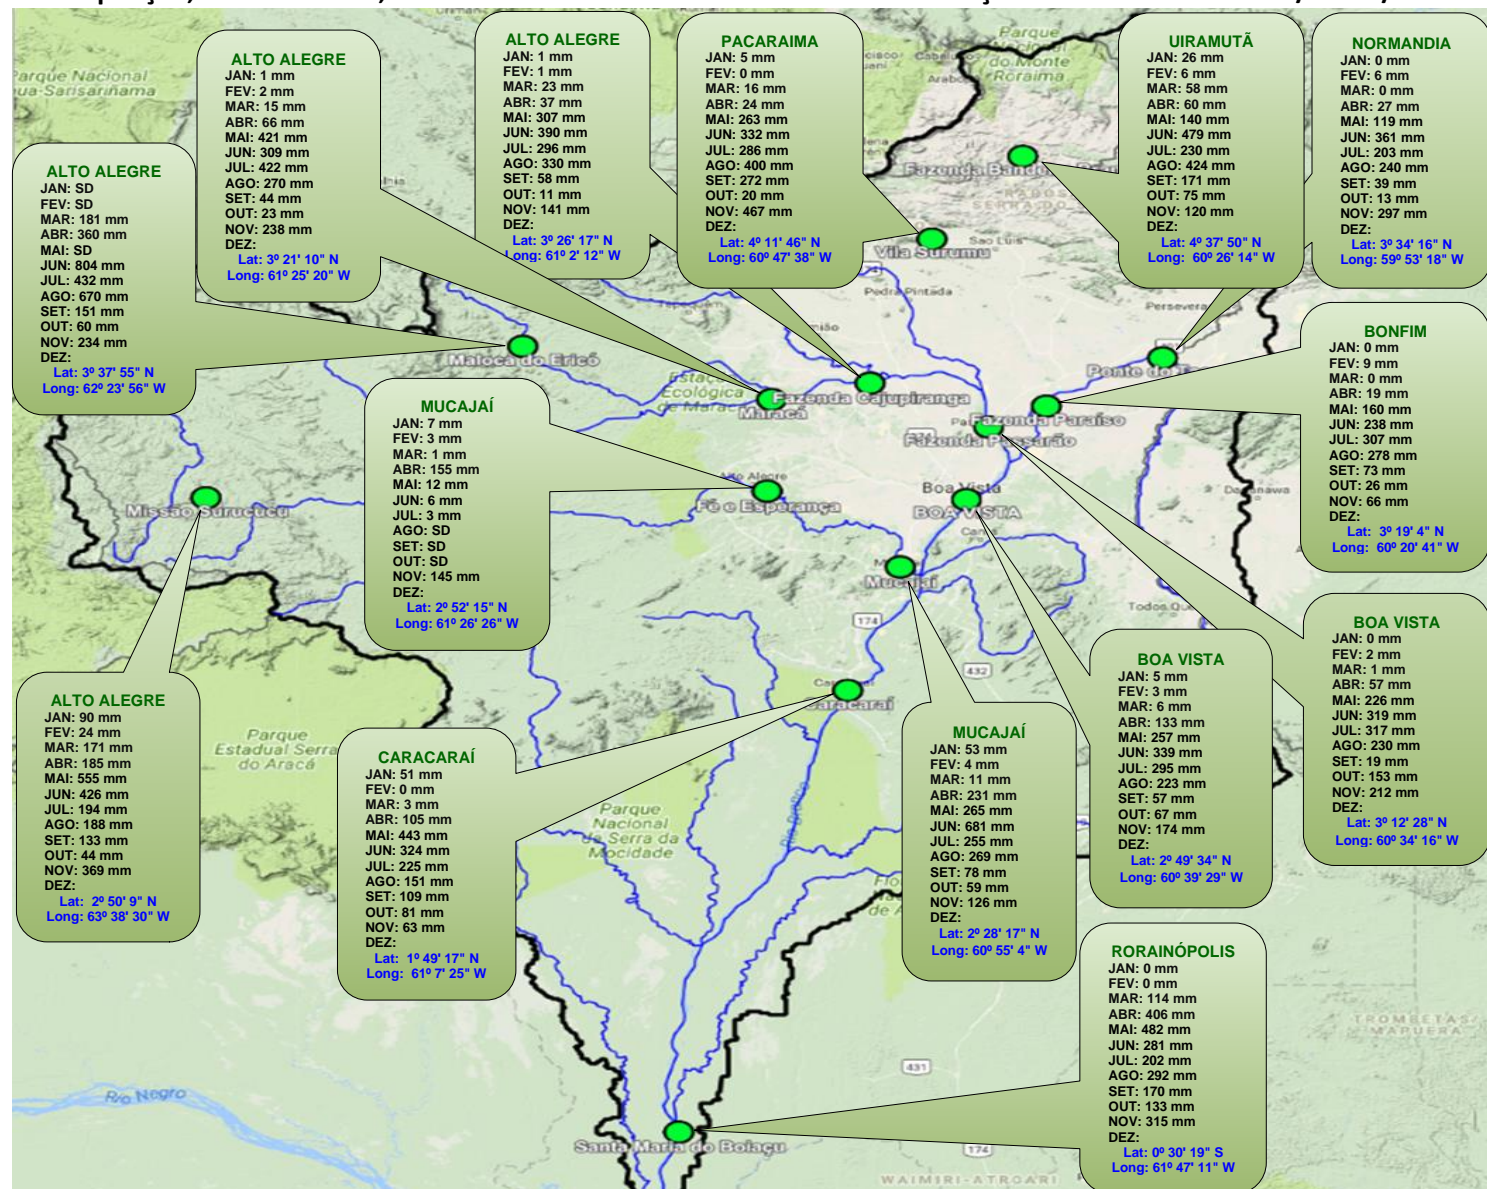 ALTO ALEGRE
JAN: SD
FEV: SD
MAR: 181 mm
ABR: 360 mm
MAI: SD
JUN: 804 mm
JUL: 432 mm
AGO: 670 mm
SET: 151 mm
OUT: 60 mm
NOV: 234 mm
DEZ:
Lat: 3º 37' 55" N
Long: 62º 23' 56" W
ALTO ALEGRE
JAN: 1 mm
FEV: 2 mm
MAR: 15 mm
ABR: 66 mm
MAI: 421 mm
JUN: 309 mm
JUL: 422 mm
AGO: 270 mm
SET: 44 mm
OUT: 23 mm
NOV: 238 mm
DEZ:
Lat: 3º 21' 10" N
Long: 61º 25' 20" W
ALTO ALEGRE
JAN: 1 mm
FEV: 1 mm
MAR: 23 mm
ABR: 37 mm
MAI: 307 mm
JUN: 390 mm
JUL: 296 mm
AGO: 330 mm
SET: 58 mm
OUT: 11 mm
NOV: 141 mm
DEZ:
Lat: 3º 26' 17" N
Long: 61º 2' 12" W
PACARAIMA
JAN: 5 mm
FEV: 0 mm
MAR: 16 mm
ABR: 24 mm
MAI: 263 mm
JUN: 332 mm
JUL: 286 mm
AGO: 400 mm
SET: 272 mm
OUT: 20 mm
NOV: 467 mm
DEZ:
Lat: 4º 11' 46" N
Long: 60º 47' 38" W
UIRAMUTÃ
JAN: 26 mm
FEV: 6 mm
MAR: 58 mm
ABR: 60 mm
MAI: 140 mm
JUN: 479 mm
JUL: 230 mm
AGO: 424 mm
SET: 171 mm
OUT: 75 mm
NOV: 120 mm
DEZ:
Lat: 4º 37' 50" N
Long: 60º 26' 14" W
NORMANDIA
JAN: 0 mm
FEV: 6 mm
MAR: 0 mm
ABR: 27 mm
MAI: 119 mm
JUN: 361 mm
JUL: 203 mm
AGO: 240 mm
SET: 39 mm
OUT: 13 mm
NOV: 297 mm
DEZ:
Lat: 3º 34' 16" N
Long: 59º 53' 18" W
BONFIM
JAN: 0 mm
FEV: 9 mm
MAR: 0 mm
ABR: 19 mm
MAI: 160 mm
JUN: 238 mm
JUL: 307 mm
AGO: 278 mm
SET: 73 mm
OUT: 26 mm
NOV: 66 mm
DEZ:
Lat: 3º 19' 4" N
Long: 60º 20' 41" W
MUCAJAÍ
JAN: 7 mm
FEV: 3 mm
MAR: 1 mm
ABR: 155 mm
MAI: 12 mm
JUN: 6 mm
JUL: 3 mm
AGO: SD
SET: SD
OUT: SD
NOV: 145 mm
DEZ:
Lat: 2º 52' 15" N
Long: 61º 26' 26" W
ALTO ALEGRE
JAN: 90 mm
FEV: 24 mm
MAR: 171 mm
ABR: 185 mm
MAI: 555 mm
JUN: 426 mm
JUL: 194 mm
AGO: 188 mm
SET: 133 mm
OUT: 44 mm
NOV: 369 mm
DEZ:
Lat: 2º 50' 9" N
Long: 63º 38' 30" W
CARACARAÍ
JAN: 51 mm
FEV: 0 mm
MAR: 3 mm
ABR: 105 mm
MAI: 443 mm
JUN: 324 mm
JUL: 225 mm
AGO: 151 mm
SET: 109 mm
OUT: 81 mm
NOV: 63 mm
DEZ:
Lat: 1º 49' 17" N
Long: 61º 7' 25" W
MUCAJAÍ
JAN: 53 mm
FEV: 4 mm
MAR: 11 mm
ABR: 231 mm
MAI: 265 mm
JUN: 681 mm
JUL: 255 mm
AGO: 269 mm
SET: 78 mm
OUT: 59 mm
NOV: 126 mm
DEZ:
Lat: 2º 28' 17" N
Long: 60º 55' 4" W
BOA VISTA
JAN: 5 mm
FEV: 3 mm
MAR: 6 mm
ABR: 133 mm
MAI: 257 mm
JUN: 339 mm
JUL: 295 mm
AGO: 223 mm
SET: 57 mm
OUT: 67 mm
NOV: 174 mm
DEZ:
Lat: 2º 49' 34" N
Long: 60º 39' 29" W
BOA VISTA
JAN: 0 mm
FEV: 2 mm
MAR: 1 mm
ABR: 57 mm
MAI: 226 mm
JUN: 319 mm
JUL: 317 mm
AGO: 230 mm
SET: 19 mm
OUT: 153 mm
NOV: 212 mm
DEZ:
Lat: 3º 12' 28" N
Long: 60º 34' 16" W
RORAINÓPOLIS
JAN: 0 mm
FEV: 0 mm
MAR: 114 mm
ABR: 406 mm
MAI: 482 mm
JUN: 281 mm
JUL: 202 mm
AGO: 292 mm
SET: 170 mm
OUT: 133 mm
NOV: 315 mm
DEZ:
Lat: 0º 30' 19" S
Long: 61º 47' 11" W
Parque Nacional
Parque
do Monte
Roraima
Fazenda
Vila Surumu
Sao Luis
Pedra Pintada
Maloca do Ericó
Ecológica
de Maracá
Maracá
Fazenda Cajupiranga
Ponte do
Fazenda Paraíso
Fazenda Passarão
Missão Surucucu
Alto Alegre
Fé e Esperança
Boa Vista
BOA VISTA
Mucajaí
174
432
Caracaraí
Parque
Estadual Serra
do Aracá
Parque
Nacional
da Serra da
Mocidade
Rio Branco
431
174
Rio Negro
Santa Maria do Boiaçu
TROMBETAS/
MAPUERA
WAIMIRI-ATROARI